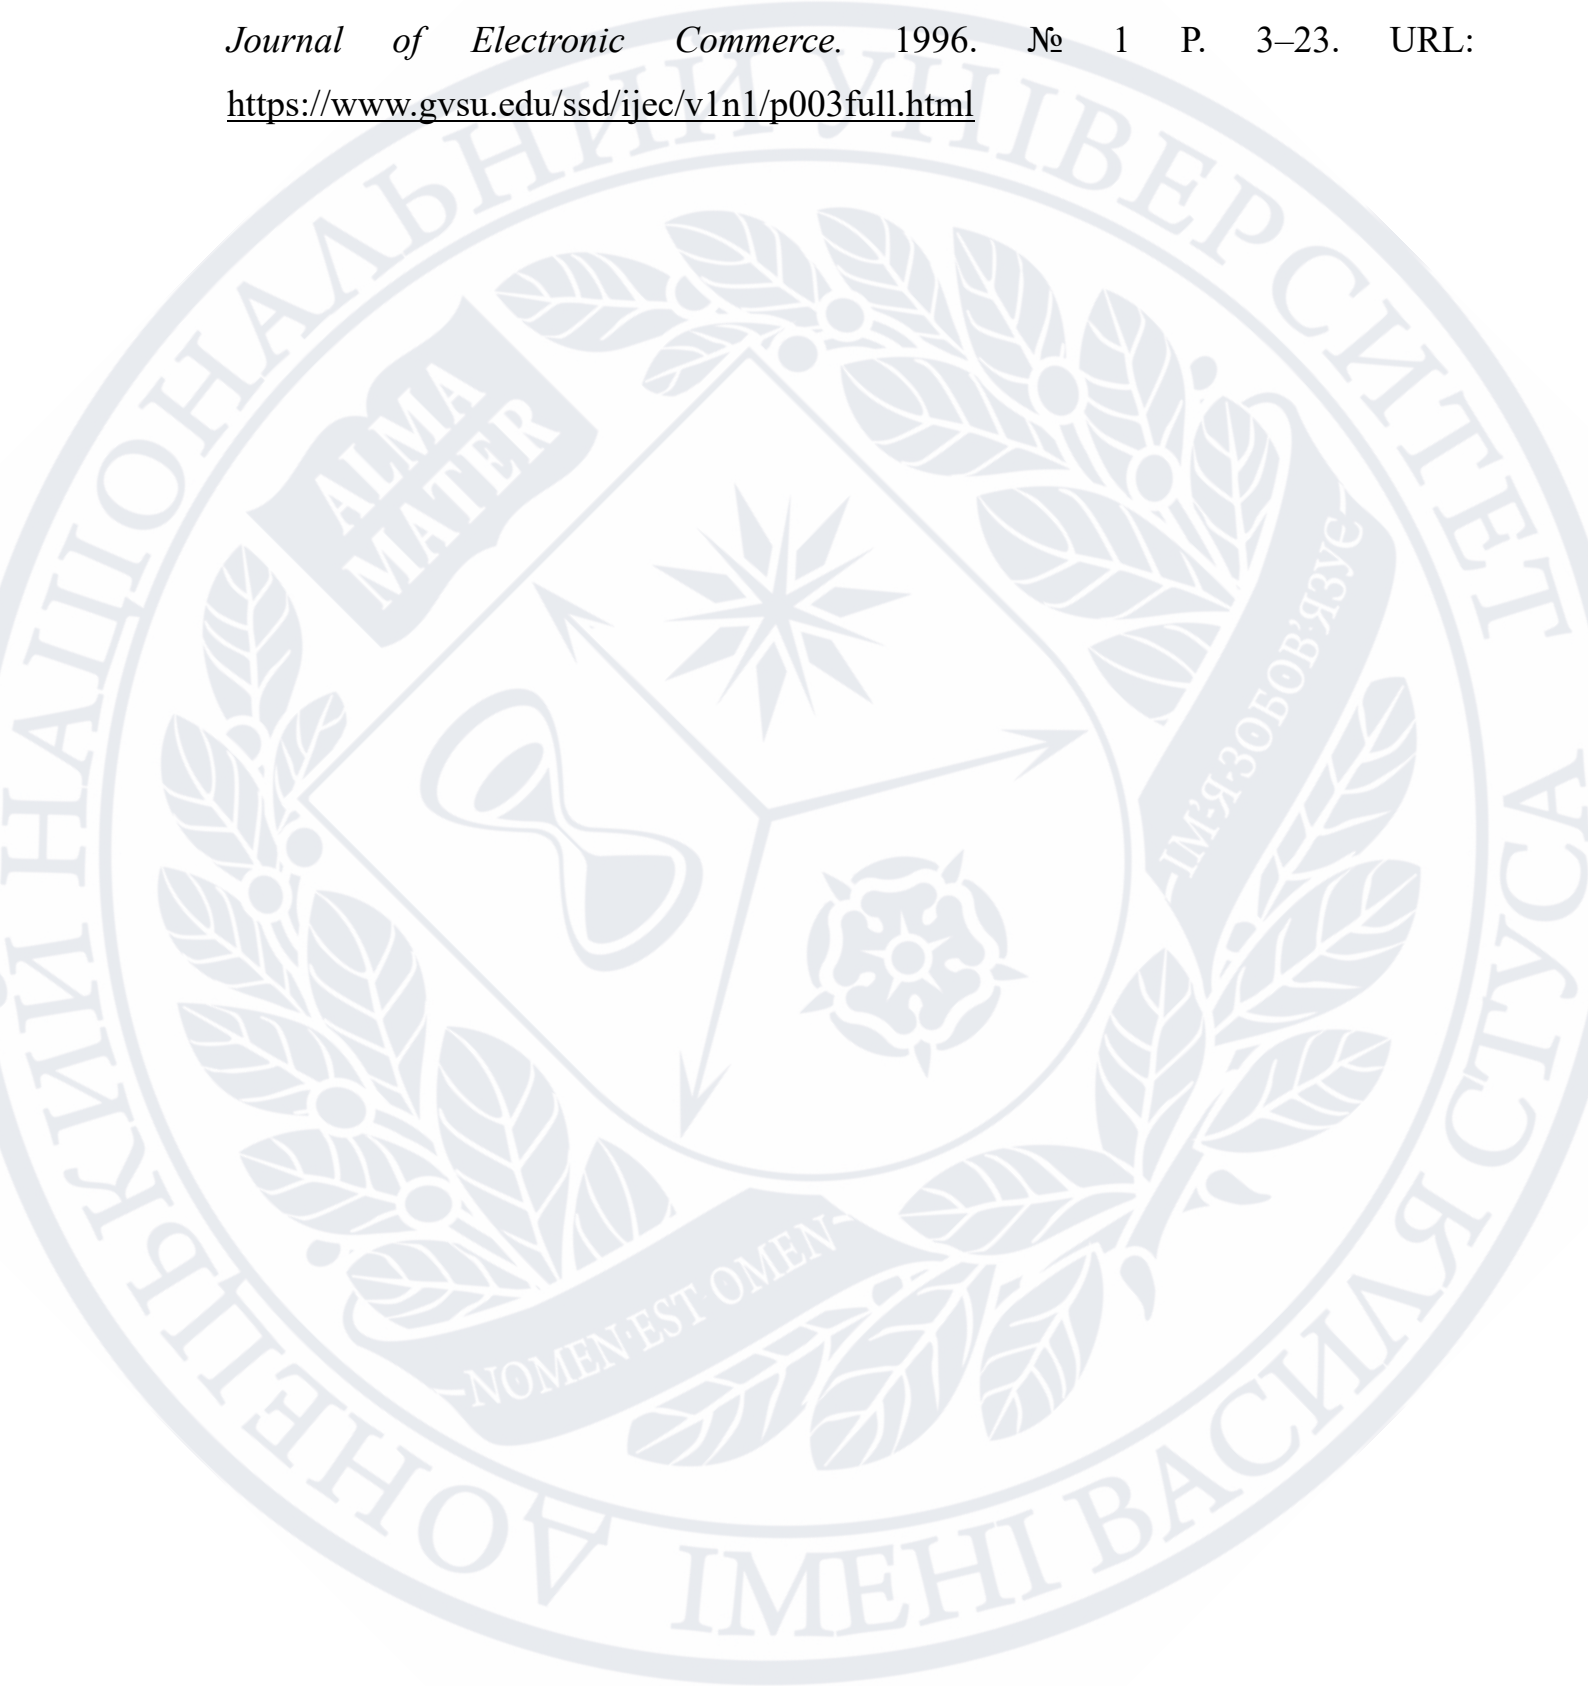 Journal of Electronic Commerce. 1996. № 1 P. 3–23. URL:
https://www.gvsu.edu/ssd/ijec/v1n1/p003full.html
ДОНЕЦЬКИЙ НАЦІОНАЛЬНИЙ УНІВЕРСИТЕТ
ІМЕНІ ВАСИЛЯ СТУСА
ALMA
MATER
ІМ'Я ЗОБОВ'ЯЗУЄ
NOMEN EST OMEN